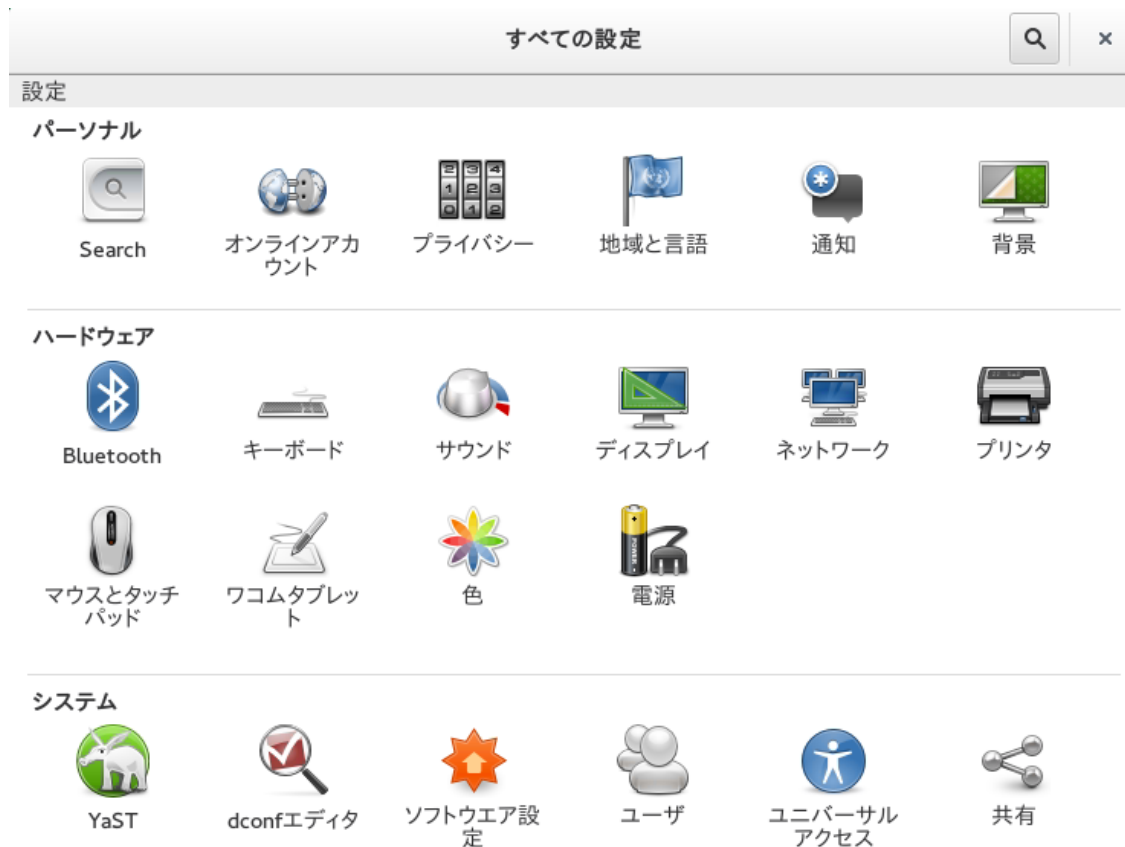 すべての設定
設定
パーソナル
Search
オンラインアカ
ウント
プライバシー
地域と言語
通知
背景
ハードウェア
Bluetooth
キーボード
サウンド
ディスプレイ
ネットワーク
プリンタ
マウスとタッチ
パッド
ワコムタブレッ
ト
色
電源
システム
YaST
dconfエディタ
ソフトウエア設
定
ユーザ
ユニバーサル
アクセス
共有